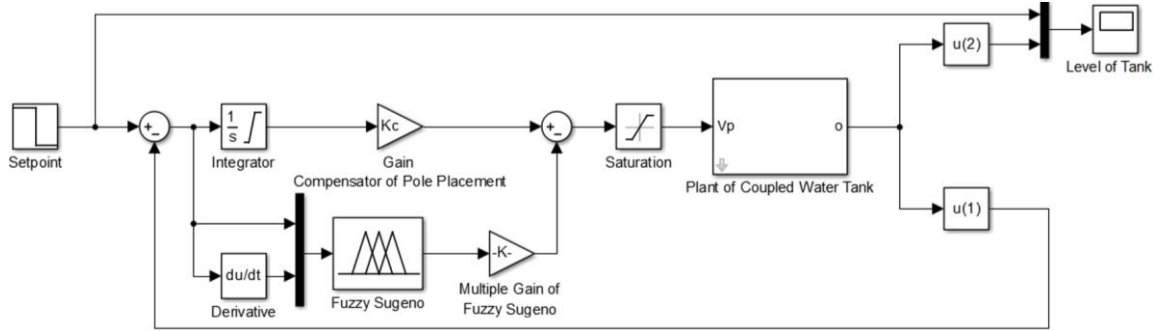 u(2)
Level of Tank
+
−
1
s
Kc
+
−
Vp
o
Setpoint
Integrator
Gain
Saturation
Compensator of Pole Placement
Plant of Coupled Water Tank
u(1)
-K-
du/dt
Multiple Gain of
Fuzzy Sugeno
Fuzzy Sugeno
Derivative